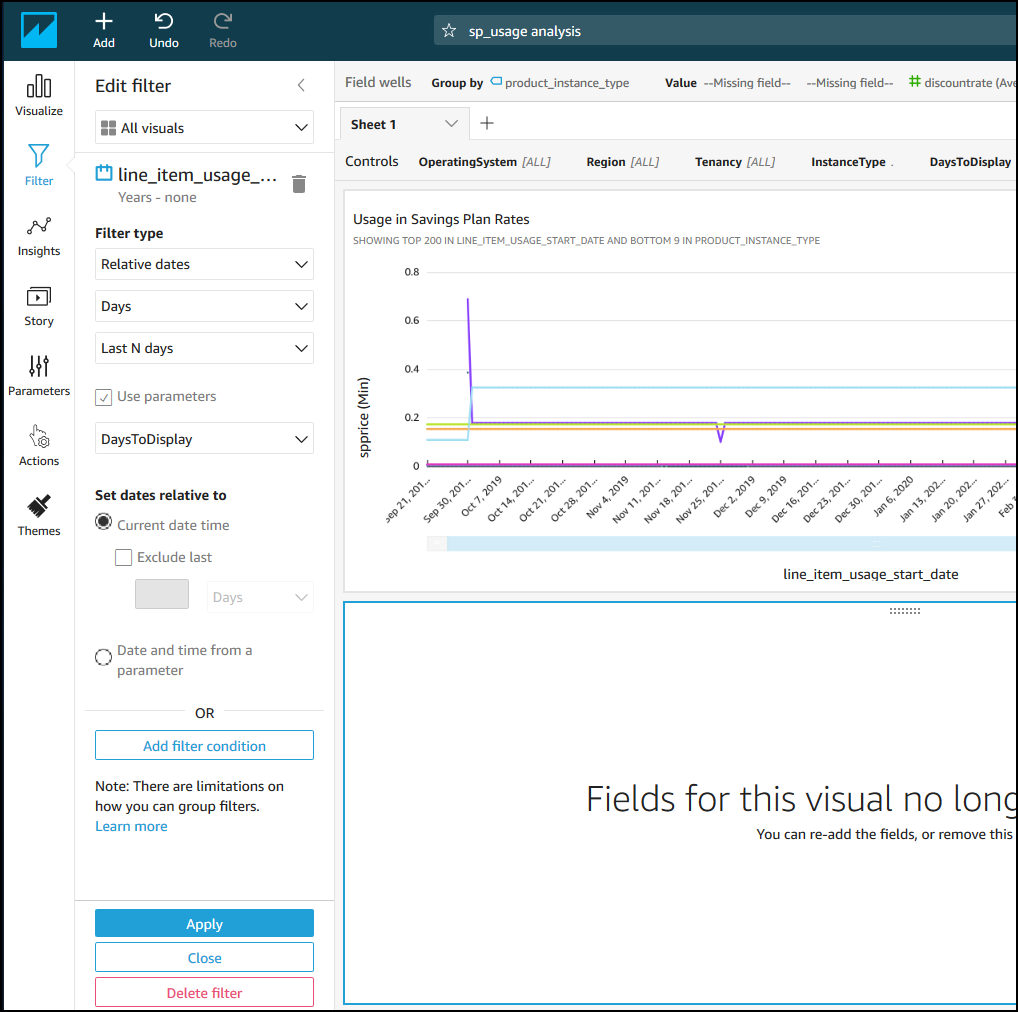 Add
Undo
Redo
sp_usage analysis
Visualize
Filter
Insights
Story
Parameters
Actions
Themes
Edit filter
All visuals
line_item_usage_...
Years - none
Filter type
Relative dates
Days
Last N days
Use parameters
DaysToDisplay
Set dates relative to
Current date time
Exclude last
Days
Date and time from a
parameter
OR
Add filter condition
Note: There are limitations on
how you can group filters.
Learn more
Apply
Close
Delete filter
Field wells Group by product_instance_type Value --Missing field-- --Missing field-- discountrate (Ave
Sheet 1
Controls OperatingSystem [ALL] Region [ALL] Tenancy [ALL] InstanceType . DaysToDisplay
Usage in Savings Plan Rates
SHOWING TOP 200 IN LINE_ITEM_USAGE_START_DATE AND BOTTOM 9 IN PRODUCT_INSTANCE_TYPE
spprice (Min)
0.8
0.6
0.4
0.2
0
Sep 21, 201...
Sep 30, 201...
Oct 7, 2019
Oct 14, 201...
Oct 21, 201...
Oct 28, 201...
Nov 4, 2019
Nov 11, 201...
Nov 18, 201...
Nov 25, 201...
Dec 2, 2019
Dec 9, 2019
Dec 16, 201...
Dec 23, 201...
Dec 30, 201...
Jan 6, 2020
Jan 13, 202...
Jan 20, 202...
Jan 27, 202...
Feb 3
line_item_usage_start_date
Fields for this visual no long
You can re-add the fields, or remove this